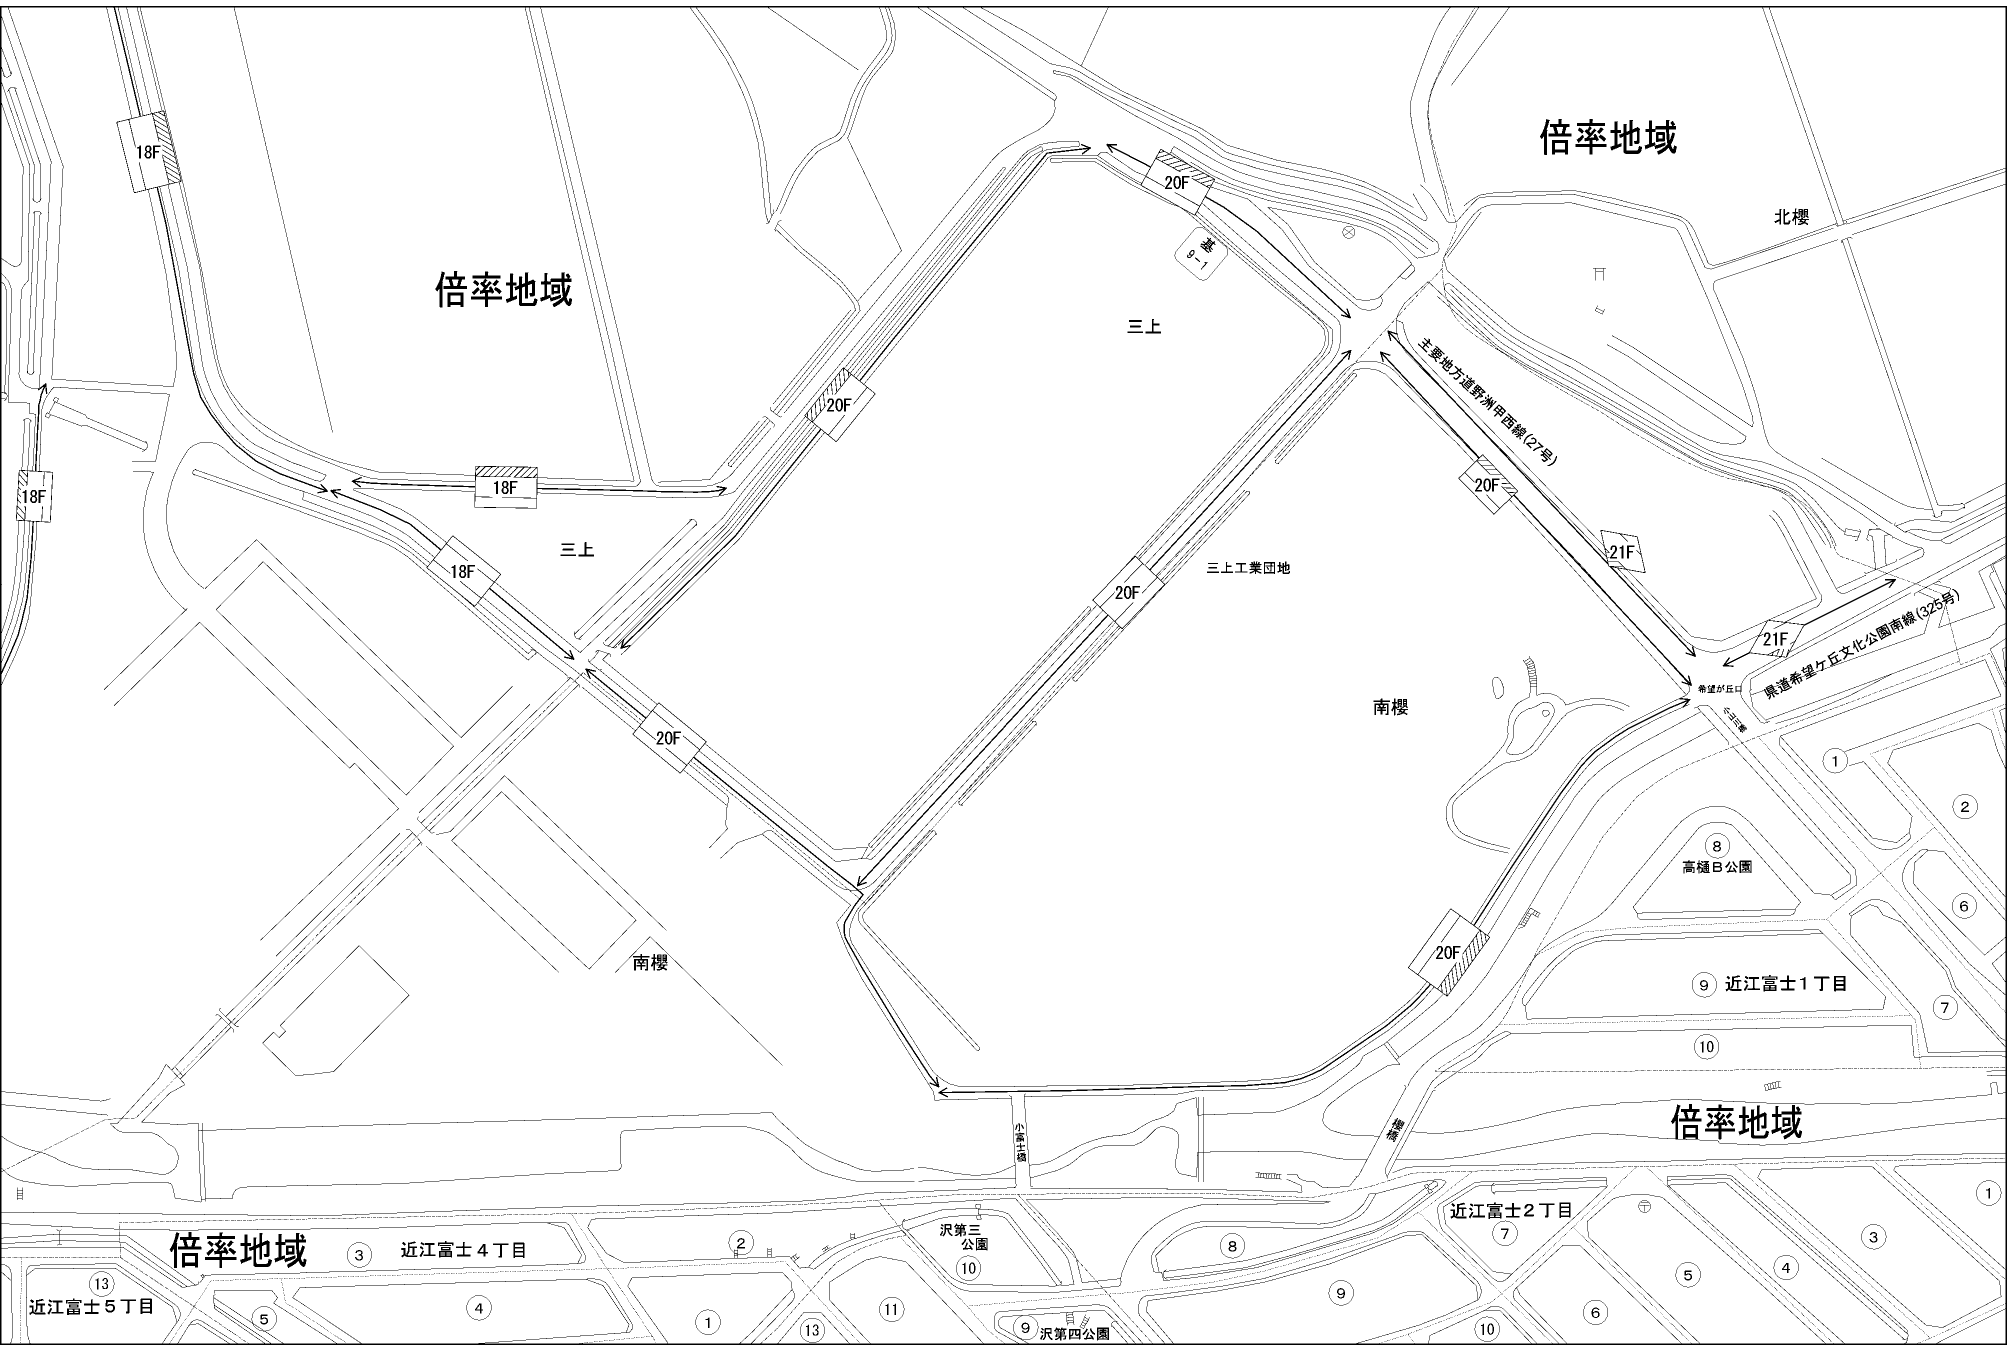 18F
倍率地域
20F
北櫻
基
9-1
倍率地域
三上
主要地方道野洲甲西線(27号)
20F
18F
18F
三上
18F
20F
21F
三上工業団地
20F
21F
県道希望ケ丘文化公園南線(325号)
希望が丘口
南櫻
20F
①
②
⑧
高樋B公園
⑥
20F
南櫻
⑨ 近江富士1丁目
⑦
⑩
倍率地域
櫻橋
小富士橋
①
近江富士2丁目
⑦
沢第三
公園
⑩
倍率地域
③ 近江富士4丁目
②
⑧
③
④
⑤
⑬
近江富士5丁目
⑤
④
①
⑬
⑪
⑨ 沢第四公園
⑨
⑩
⑥